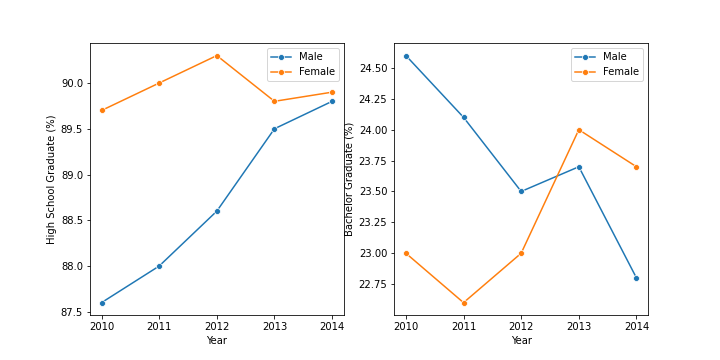 High School Graduate (%)
90.0
89.5
89.0
88.5
88.0
87.5
2010 2011 2012 2013 2014
Year
Male
Female
Bachelor Graduate (%)
24.50
24.25
24.00
23.75
23.50
23.25
23.00
22.75
2010 2011 2012 2013 2014
Year
Male
Female